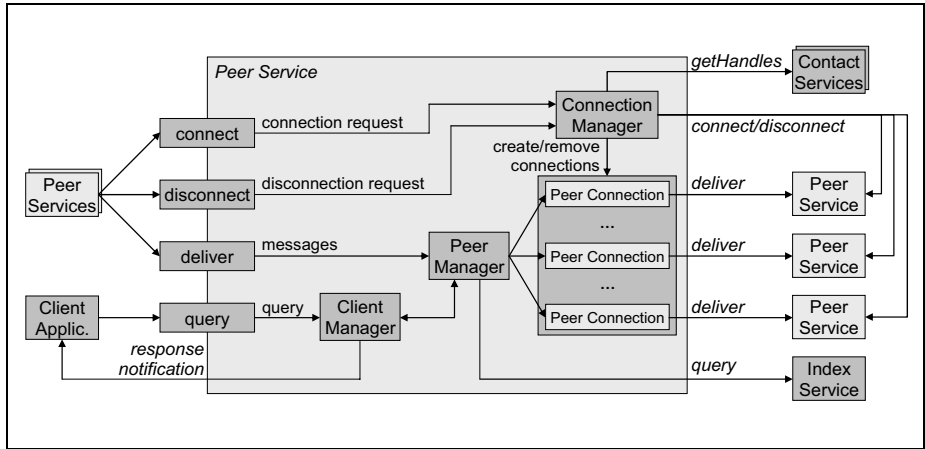 Peer Service
getHandles
Contact
Services
connect
connection request
Connection
Manager
connect/disconnect
create/remove
connections
Peer
Services
disconnect
disconnection request
Peer Connection
deliver
Peer
Service
...
deliver
messages
Peer
Manager
Peer Connection
deliver
Peer
Service
...
Client
Applic.
query
query
Client
Manager
Peer Connection
deliver
Peer
Service
response
notification
query
Index
Service